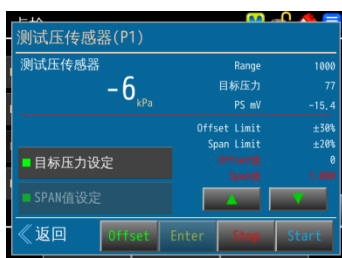 点检
测试压传感器(P1)
测试压传感器
-6 kPa
Range 1000
目标压力 77
PS mV -15,4
Offset Limit ±30%
Span Limit ±20%
Offset值 0
Span值 1.000
目标压力设定
SPAN值设定
返回
Offset
Enter
Stop
Start